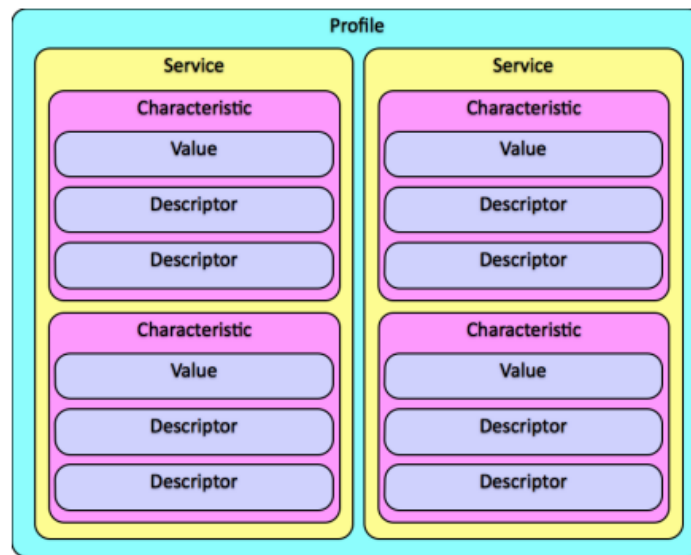 Profile
Service
Characteristic
Value
Descriptor
Descriptor
Characteristic
Value
Descriptor
Descriptor
Service
Characteristic
Value
Descriptor
Descriptor
Characteristic
Value
Descriptor
Descriptor